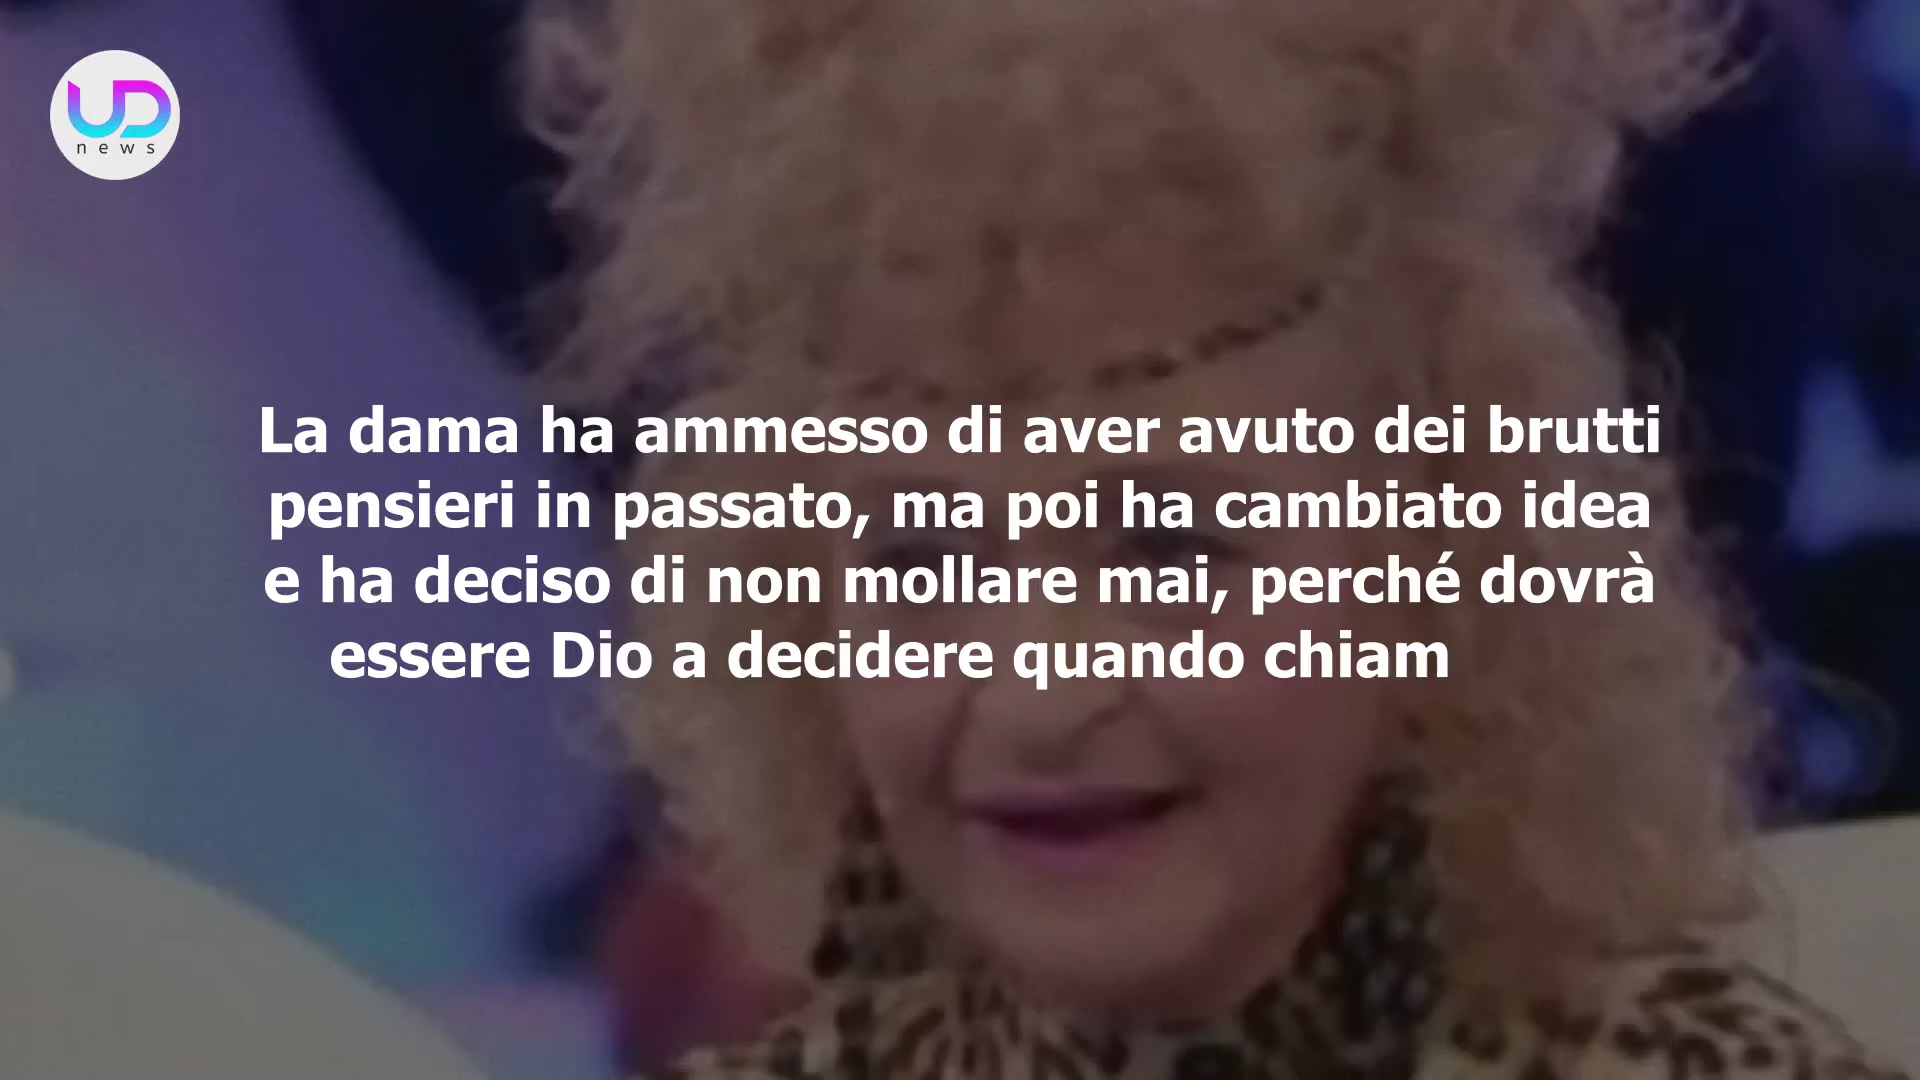 UD
news
La dama ha ammesso di aver avuto dei brutti
pensieri in passato, ma poi ha cambiato idea
e ha deciso di non mollare mai, perché dovrà
essere Dio a decidere quando chiam